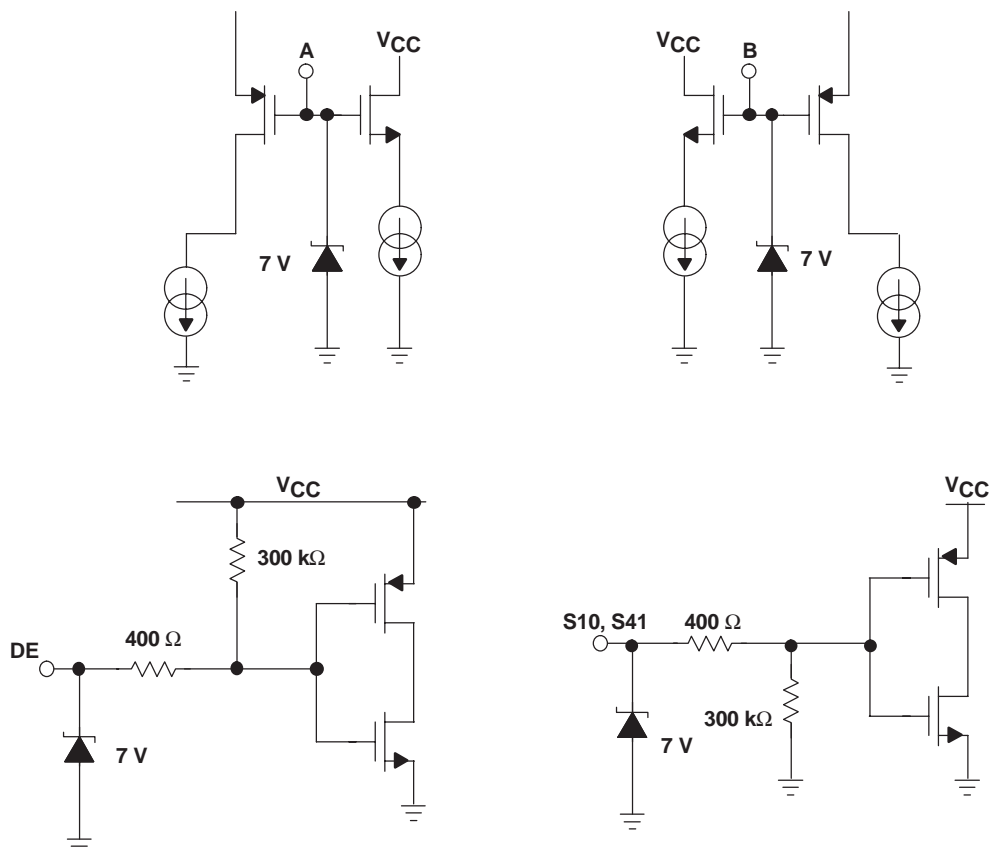 A
VCC
7 V
VCC
B
7 V
VCC
300 kΩ
400 Ω
DE
7 V
VCC
S10, S41
400 Ω
300 kΩ
7 V